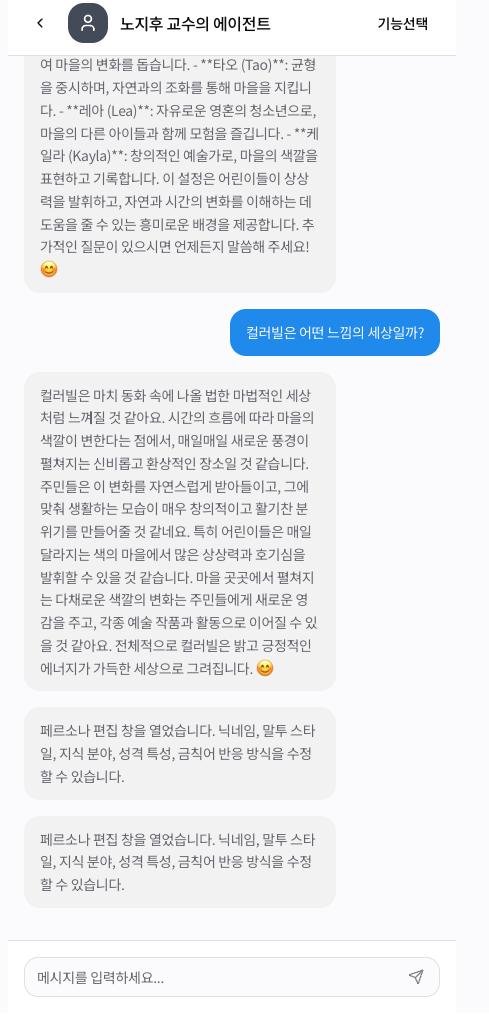 노지후 교수의 에이전트
기능선택
여 마을의 변화를 돕습니다. - **타오 (Tao)**: 균형
을 중시하며, 자연과의 조화를 통해 마을을 지킵니
다. - **레아 (Lea)**: 자유로운 영혼의 청소년으로,
마을의 다른 아이들과 함께 모험을 즐깁니다. - **케
일라 (Kayla)**: 창의적인 예술가로, 마을의 색깔을
표현하고 기록합니다. 이 설정은 어린이들이 상상
력을 발휘하고, 자연과 시간의 변화를 이해하는 데
도움을 줄 수 있는 흥미로운 배경을 제공합니다. 추
가적인 질문이 있으시면 언제든지 말씀해 주세요!
😊
컬러빌은 어떤 느낌의 세상일까?
컬러빌은 마치 동화 속에 나올 법한 마법적인 세상
처럼 느껴질 것 같아요. 시간의 흐름에 따라 마을의
색깔이 변한다는 점에서, 매일매일 새로운 풍경이
펼쳐지는 신비롭고 환상적인 장소일 것 같습니다.
주민들은 이 변화를 자연스럽게 받아들이고, 그에
맞춰 생활하는 모습이 매우 창의적이고 활기찬 분
위기를 만들어줄 것 같네요. 특히 어린이들은 매일
달라지는 색의 마을에서 많은 상상력과 호기심을
발휘할 수 있을 것 같습니다. 마을 곳곳에서 펼쳐지
는 다채로운 색깔의 변화는 주민들에게 새로운 영
감을 주고, 각종 예술 작품과 활동으로 이어질 수 있
을 것 같아요. 전체적으로 컬러빌은 밝고 긍정적인
에너지가 가득한 세상으로 그려집니다. 😊
페르소나 편집 창을 열었습니다. 닉네임, 말투 스타
일, 지식 분야, 성격 특성, 금칙어 반응 방식을 수정
할 수 있습니다.
페르소나 편집 창을 열었습니다. 닉네임, 말투 스타
일, 지식 분야, 성격 특성, 금칙어 반응 방식을 수정
할 수 있습니다.
메시지를 입력하세요...